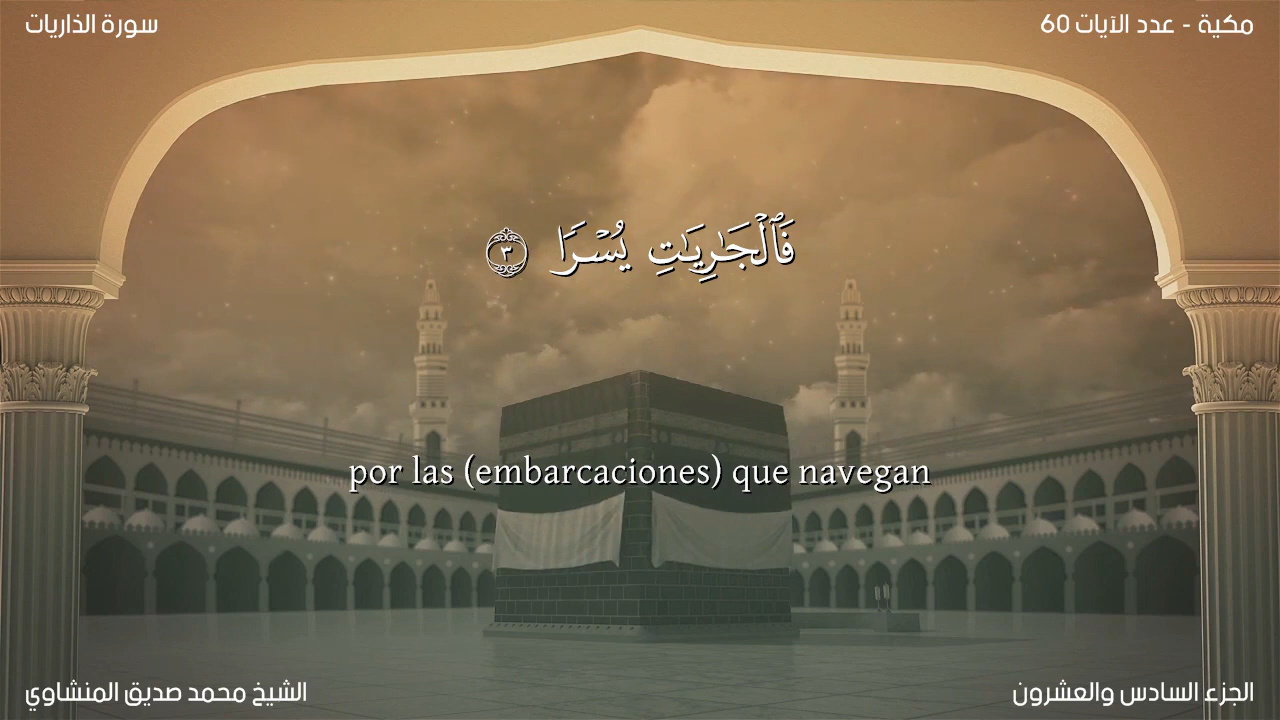 سورة الذاريات
مكية - عدد الآيات 60
فَٱلْجَـٰرِيَـٰتِ يُسْرًا ٣
por las (embarcaciones) que navegan
الشيخ محمد صديق المنشاوي
الجزء السادس والعشرون